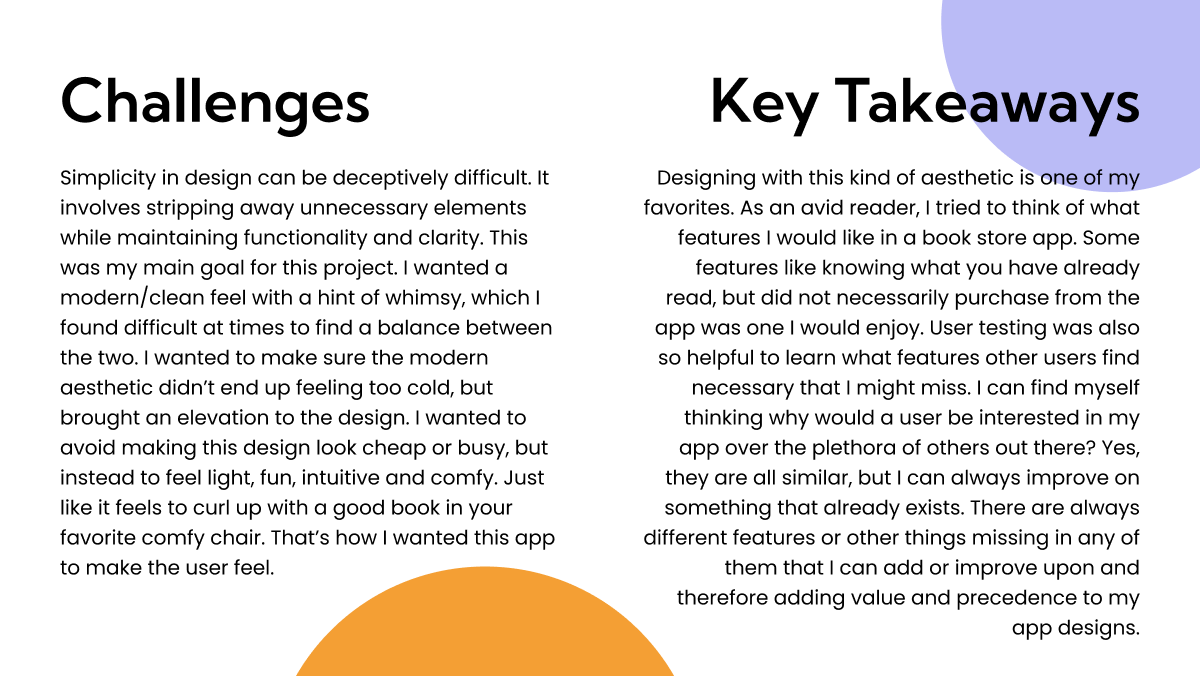 Challenges
Simplicity in design can be deceptively difficult. It
involves stripping away unnecessary elements
while maintaining functionality and clarity. This
was my main goal for this project. I wanted a
modern/clean feel with a hint of whimsy, which I
found difficult at times to find a balance between
the two. I wanted to make sure the modern
aesthetic didn’t end up feeling too cold, but
brought an elevation to the design. I wanted to
avoid making this design look cheap or busy, but
instead to feel light, fun, intuitive and comfy. Just
like it feels to curl up with a good book in your
favorite comfy chair. That’s how I wanted this app
to make the user feel.
Key Takeaways
Designing with this kind of aesthetic is one of my
favorites. As an avid reader, I tried to think of what
features I would like in a book store app. Some
features like knowing what you have already
read, but did not necessarily purchase from the
app was one I would enjoy. User testing was also
so helpful to learn what features other users find
necessary that I might miss. I can find myself
thinking why would a user be interested in my
app over the plethora of others out there? Yes,
they are all similar, but I can always improve on
something that already exists. There are always
different features or other things missing in any of
them that I can add or improve upon and
therefore adding value and precedence to my
app designs.